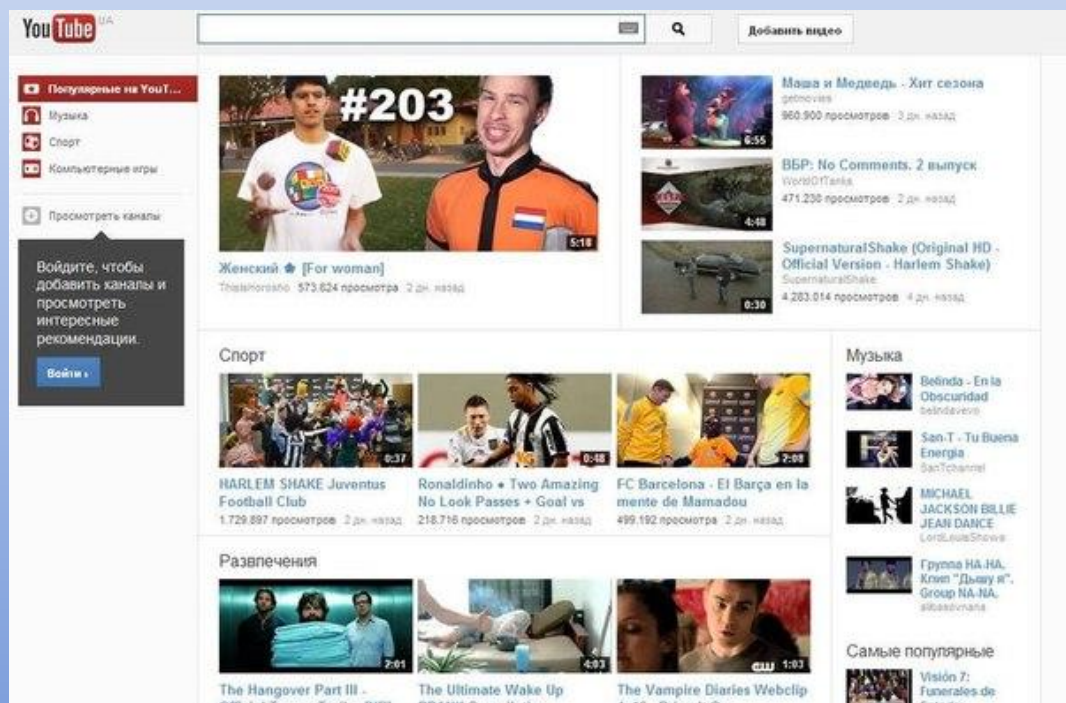 YouTube UA
Добавить видео
Популярные на YouT...
Музыка
Спорт
Компьютерные игры
Просмотреть каналы
Войдите, чтобы
добавить каналы и
просмотреть
интересные
рекомендации.
Войти ›
#203
5:18
Женский [For woman]
Thisishorosho 573.824 просмотра 2 дн. назад
6:55
Маша и Медведь - Хит сезона
getmovies
960.900 просмотров 3 дн. назад
4:48
ВБР: No Comments. 2 выпуск
WorldOfTanks
471.230 просмотров 2 дн. назад
0:30
SupernaturalShake (Original HD -
Official Version - Harlem Shake)
SupernaturalShake
4.283.014 просмотров 4 дн. назад
Спорт
0:37
HARLEM SHAKE Juventus
Football Club
1.729.897 просмотров 2 дн. назад
0:48
Ronaldinho ● Two Amazing
No Look Passes + Goal vs
218.716 просмотров 2 дн. назад
2:08
FC Barcelona - El Barça en la
mente de Mamadou
499.192 просмотра 2 дн. назад
Развлечения
2:01
The Hangover Part III -
4:03
The Ultimate Wake Up
CW 1:03
The Vampire Diaries Webclip
Музыка
Belinda - En la
Obscuridad
belindavevo
San-T - Tu Buena
Energia
SanTchannel
MICHAEL
JACKSON BILLIE
JEAN DANCE
LordLouisShows
Группа НА-НА.
Клип "Дышу я".
Group NA-NA.
alibasovnana
Самые популярные
Visión 7:
Funerales de